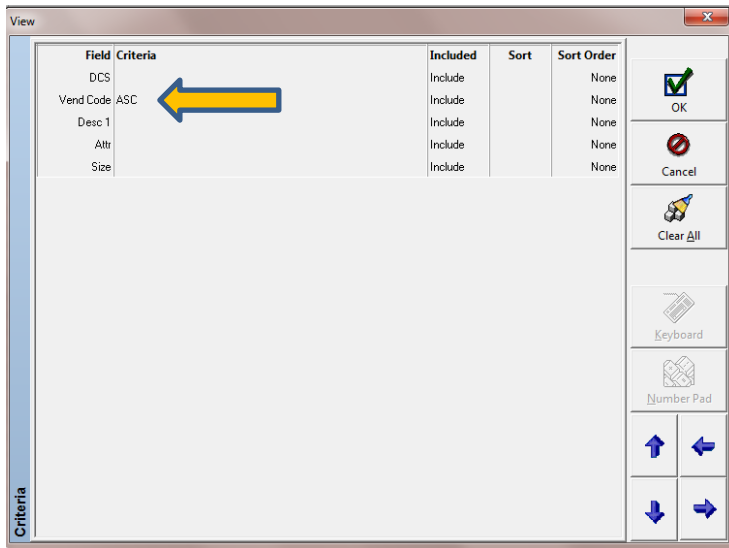 View
Field Criteria Included Sort Sort Order
DCS Include None
Vend Code ASC Include None
Desc 1 Include None
Attr Include None
Size Include None
OK
Cancel
Clear All
Keyboard
Number Pad
Criteria